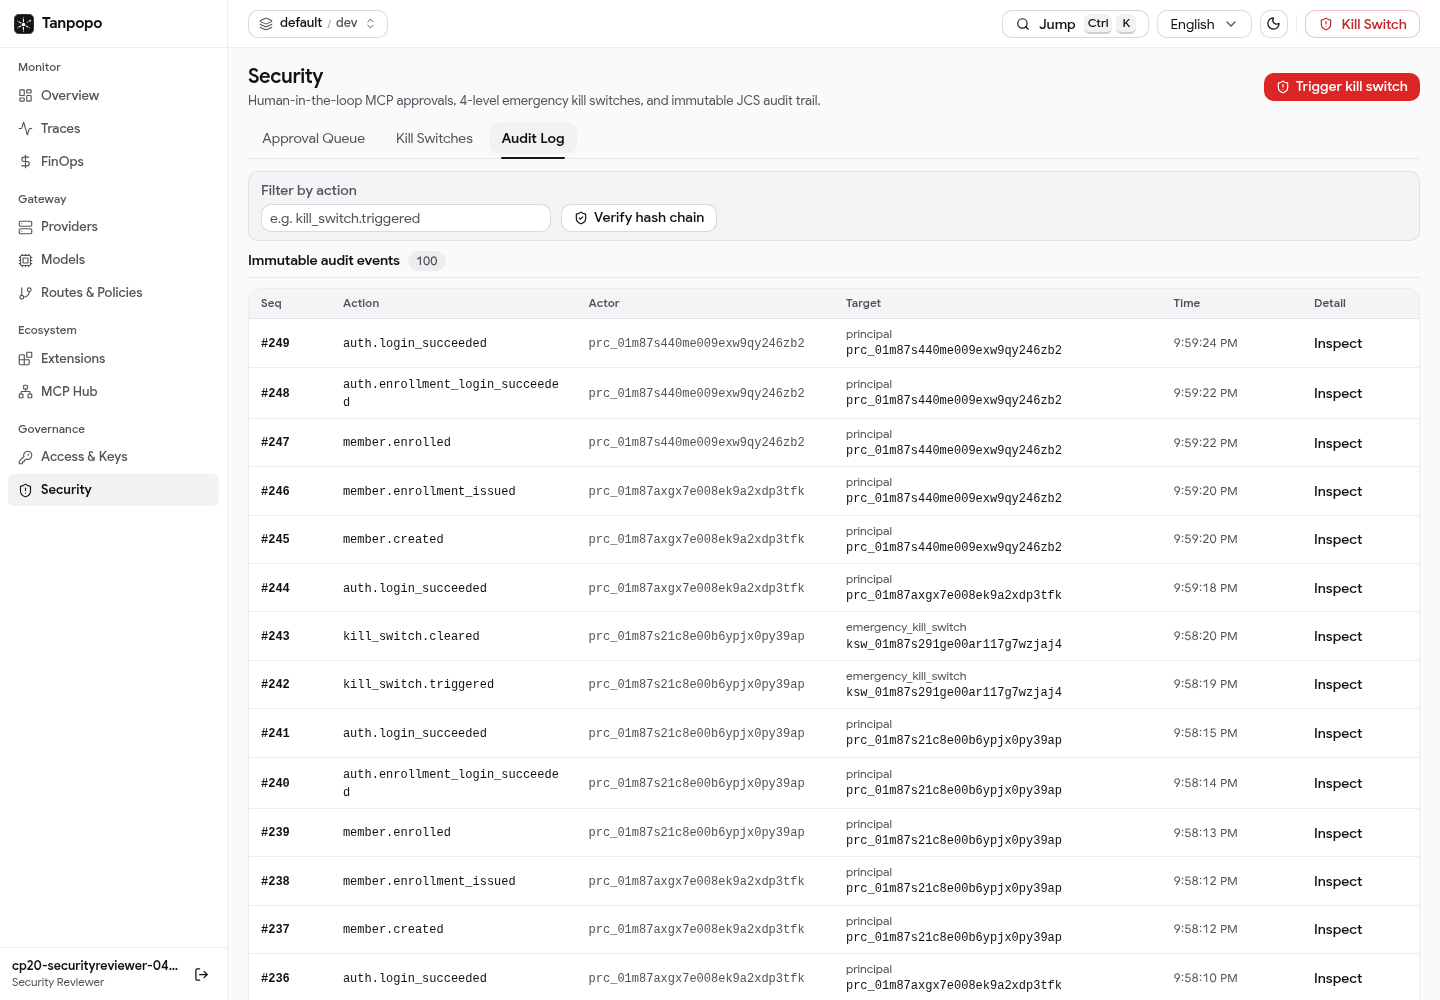 Tanpopo
default / dev
Jump Ctrl K
English
Kill Switch
Monitor
Overview
Traces
FinOps
Gateway
Providers
Models
Routes & Policies
Ecosystem
Extensions
MCP Hub
Governance
Access & Keys
Security
cp20-securityreviewer-04...
Security Reviewer
Security
Human-in-the-loop MCP approvals, 4-level emergency kill switches, and immutable JCS audit trail.
Trigger kill switch
Approval Queue Kill Switches Audit Log
Filter by action
e.g. kill_switch.triggered
Verify hash chain
Immutable audit events 100
Seq Action Actor Target Time Detail
#249 auth.login_succeeded prc_01m87s440me009exw9qy246zb2 principal
prc_01m87s440me009exw9qy246zb2 9:59:24 PM Inspect
#248 auth.enrollment_login_succeede
d prc_01m87s440me009exw9qy246zb2 principal
prc_01m87s440me009exw9qy246zb2 9:59:22 PM Inspect
#247 member.enrolled prc_01m87s440me009exw9qy246zb2 principal
prc_01m87s440me009exw9qy246zb2 9:59:22 PM Inspect
#246 member.enrollment_issued prc_01m87axgx7e008ek9a2xdp3tfk principal
prc_01m87s440me009exw9qy246zb2 9:59:20 PM Inspect
#245 member.created prc_01m87axgx7e008ek9a2xdp3tfk principal
prc_01m87s440me009exw9qy246zb2 9:59:20 PM Inspect
#244 auth.login_succeeded prc_01m87axgx7e008ek9a2xdp3tfk principal
prc_01m87axgx7e008ek9a2xdp3tfk 9:59:18 PM Inspect
#243 kill_switch.cleared prc_01m87s21c8e00b6ypjx0py39ap emergency_kill_switch
ksw_01m87s291ge00ar117g7wzjaj4 9:58:20 PM Inspect
#242 kill_switch.triggered prc_01m87s21c8e00b6ypjx0py39ap emergency_kill_switch
ksw_01m87s291ge00ar117g7wzjaj4 9:58:19 PM Inspect
#241 auth.login_succeeded prc_01m87s21c8e00b6ypjx0py39ap principal
prc_01m87s21c8e00b6ypjx0py39ap 9:58:15 PM Inspect
#240 auth.enrollment_login_succeede
d prc_01m87s21c8e00b6ypjx0py39ap principal
prc_01m87s21c8e00b6ypjx0py39ap 9:58:14 PM Inspect
#239 member.enrolled prc_01m87s21c8e00b6ypjx0py39ap principal
prc_01m87s21c8e00b6ypjx0py39ap 9:58:13 PM Inspect
#238 member.enrollment_issued prc_01m87axgx7e008ek9a2xdp3tfk principal
prc_01m87s21c8e00b6ypjx0py39ap 9:58:12 PM Inspect
#237 member.created prc_01m87axgx7e008ek9a2xdp3tfk principal
prc_01m87s21c8e00b6ypjx0py39ap 9:58:12 PM Inspect
#236 auth.login_succeeded prc_01m87axgx7e008ek9a2xdp3tfk principal
prc_01m87axgx7e008ek9a2xdp3tfk 9:58:10 PM Inspect